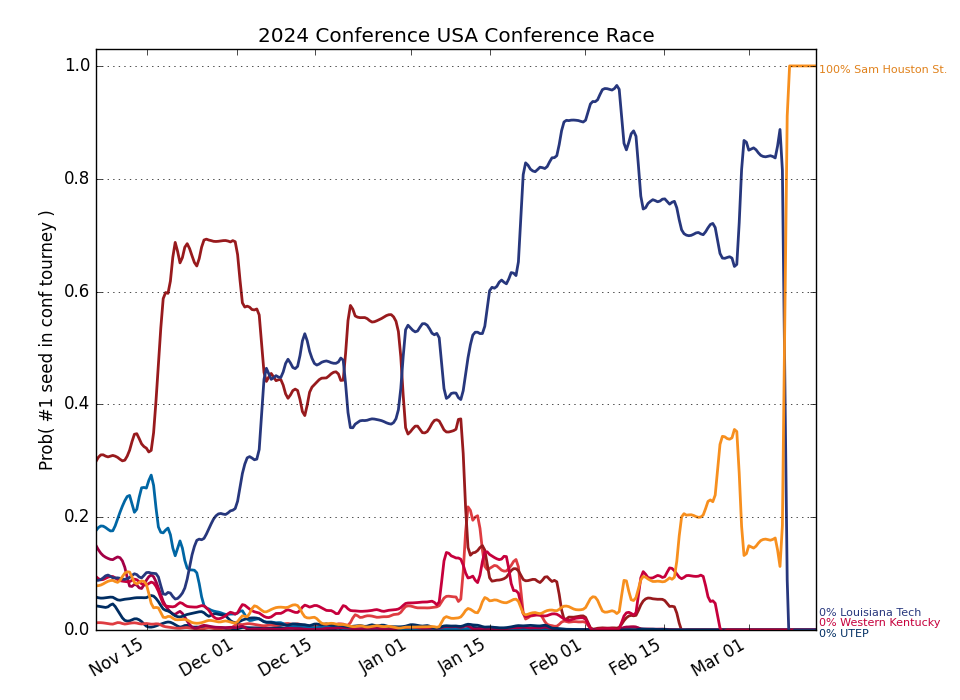 2024 Conference USA Conference Race
Prob( #1 seed in conf tourney )
1.0
0.8
0.6
0.4
0.2
0.0
Nov 15
Dec 01
Dec 15
Jan 01
Jan 15
Feb 01
Feb 15
Mar 01
100% Sam Houston St.
0% Louisiana Tech
0% Western Kentucky
0% UTEP